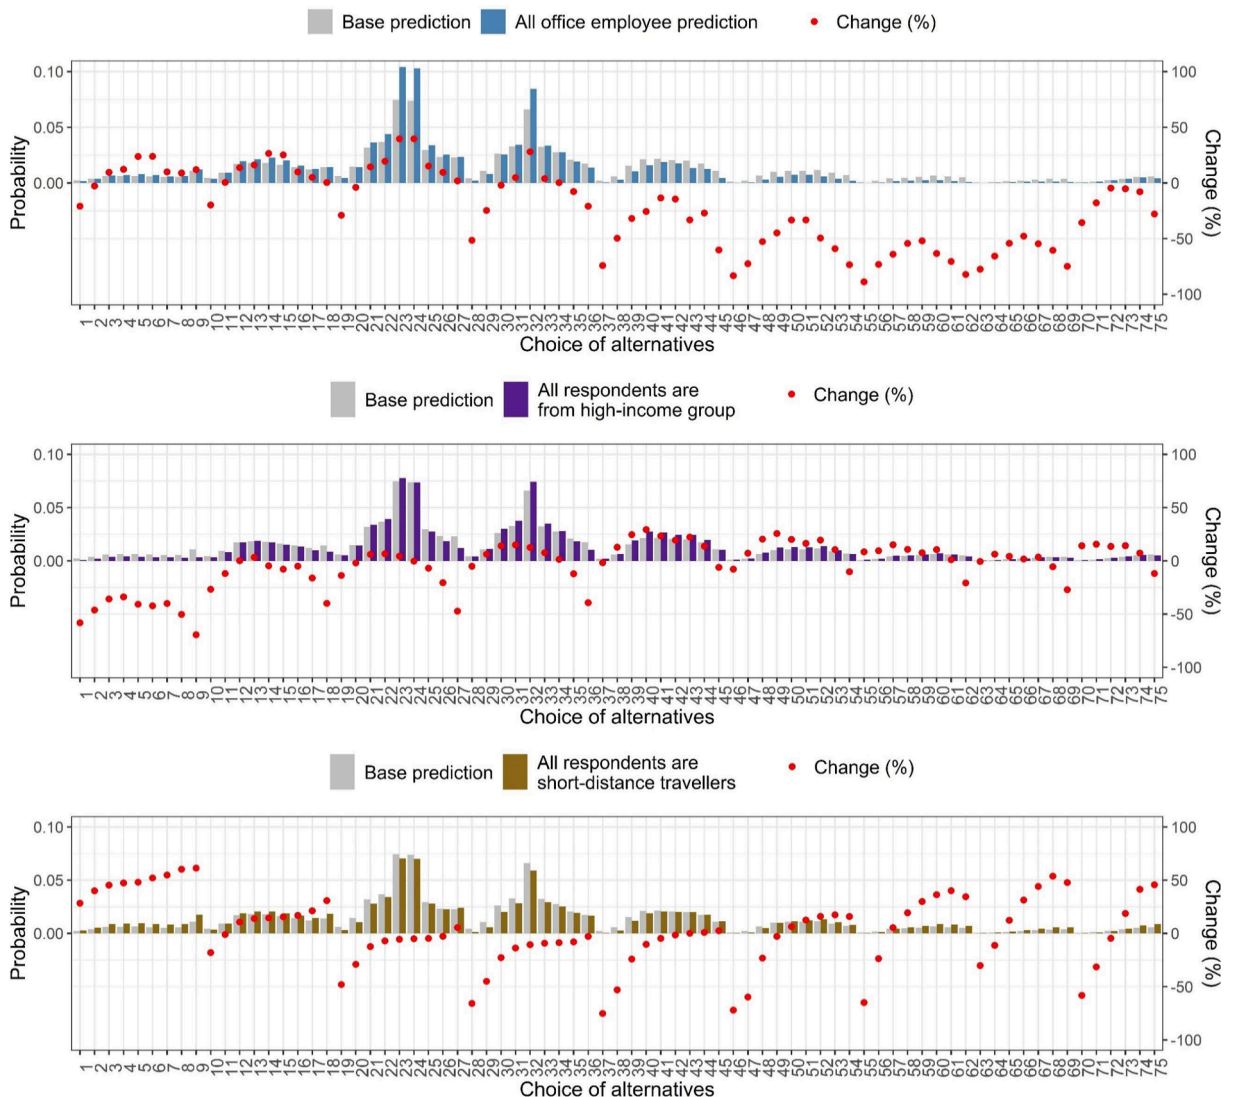 Base prediction All office employee prediction Change (%)
0.10 100
0.05 50
0.00 0
-50
-100
Probability
Change (%)
1 2 3 4 5 6 7 8 9 10 11 12 13 14 15 16 17 18 19 20 21 22 23 24 25 26 27 28 29 30 31 32 33 34 35 36 37 38 39 40 41 42 43 44 45 46 47 48 49 50 51 52 53 54 55 56 57 58 59 60 61 62 63 64 65 66 67 68 69 70 71 72 73 74 75
Choice of alternatives
Base prediction All respondents are Change (%)
from high-income group
0.10 100
0.05 50
0.00 0
-50
-100
Probability
Change (%)
1 2 3 4 5 6 7 8 9 10 11 12 13 14 15 16 17 18 19 20 21 22 23 24 25 26 27 28 29 30 31 32 33 34 35 36 37 38 39 40 41 42 43 44 45 46 47 48 49 50 51 52 53 54 55 56 57 58 59 60 61 62 63 64 65 66 67 68 69 70 71 72 73 74 75
Choice of alternatives
Base prediction All respondents are Change (%)
short-distance travellers
0.10 100
0.05 50
0.00 0
-50
-100
Probability
Change (%)
1 2 3 4 5 6 7 8 9 10 11 12 13 14 15 16 17 18 19 20 21 22 23 24 25 26 27 28 29 30 31 32 33 34 35 36 37 38 39 40 41 42 43 44 45 46 47 48 49 50 51 52 53 54 55 56 57 58 59 60 61 62 63 64 65 66 67 68 69 70 71 72 73 74 75
Choice of alternatives